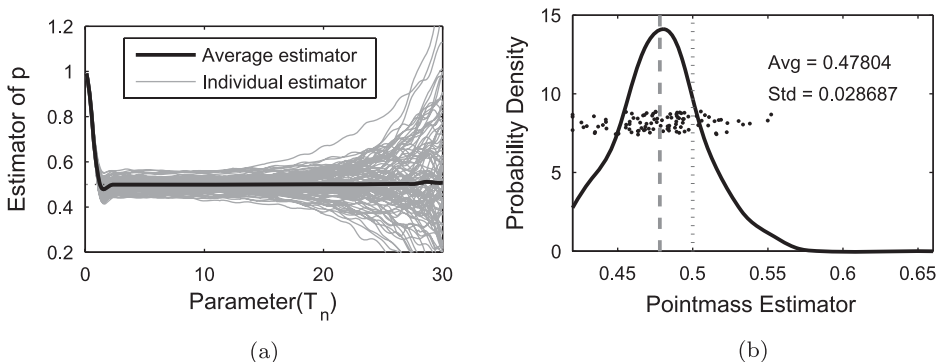 1.2
1
0.8
0.6
0.4
0.2
Estimator of p
Average estimator
Individual estimator
0
10
20
30
Parameter(T_n)
(a)
15
10
5
0
Probability Density
Avg = 0.47804
Std = 0.028687
0.45
0.5
0.55
0.6
0.65
Pointmass Estimator
(b)